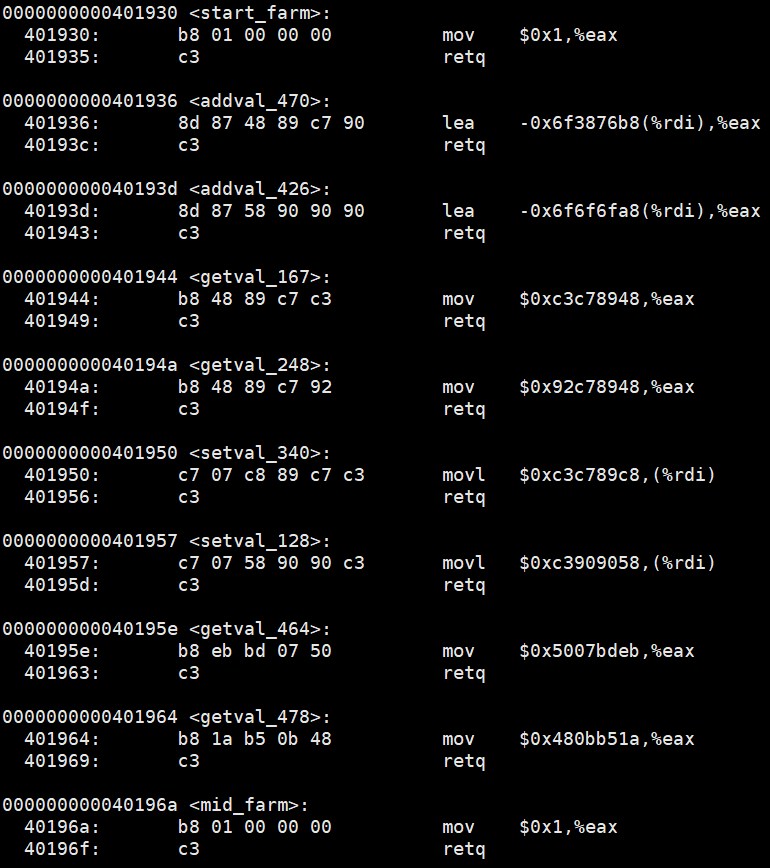 0000000000401930 <start_farm>:
  401930:       b8 01 00 00 00          mov    $0x1,%eax
  401935:       c3                      retq

0000000000401936 <addval_470>:
  401936:       8d 87 48 89 c7 90       lea    -0x6f3876b8(%rdi),%eax
  40193c:       c3                      retq

000000000040193d <addval_426>:
  40193d:       8d 87 58 90 90 90       lea    -0x6f6f6fa8(%rdi),%eax
  401943:       c3                      retq

0000000000401944 <getval_167>:
  401944:       b8 48 89 c7 c3          mov    $0xc3c78948,%eax
  401949:       c3                      retq

000000000040194a <getval_248>:
  40194a:       b8 48 89 c7 92          mov    $0x92c78948,%eax
  40194f:       c3                      retq

0000000000401950 <setval_340>:
  401950:       c7 07 c8 89 c7 c3       movl   $0xc3c789c8,(%rdi)
  401956:       c3                      retq

0000000000401957 <setval_128>:
  401957:       c7 07 58 90 90 c3       movl   $0xc3909058,(%rdi)
  40195d:       c3                      retq

000000000040195e <getval_464>:
  40195e:       b8 eb bd 07 50          mov    $0x5007bdeb,%eax
  401963:       c3                      retq

0000000000401964 <getval_478>:
  401964:       b8 1a b5 0b 48          mov    $0x480bb51a,%eax
  401969:       c3                      retq

000000000040196a <mid_farm>:
  40196a:       b8 01 00 00 00          mov    $0x1,%eax
  40196f:       c3                      retq